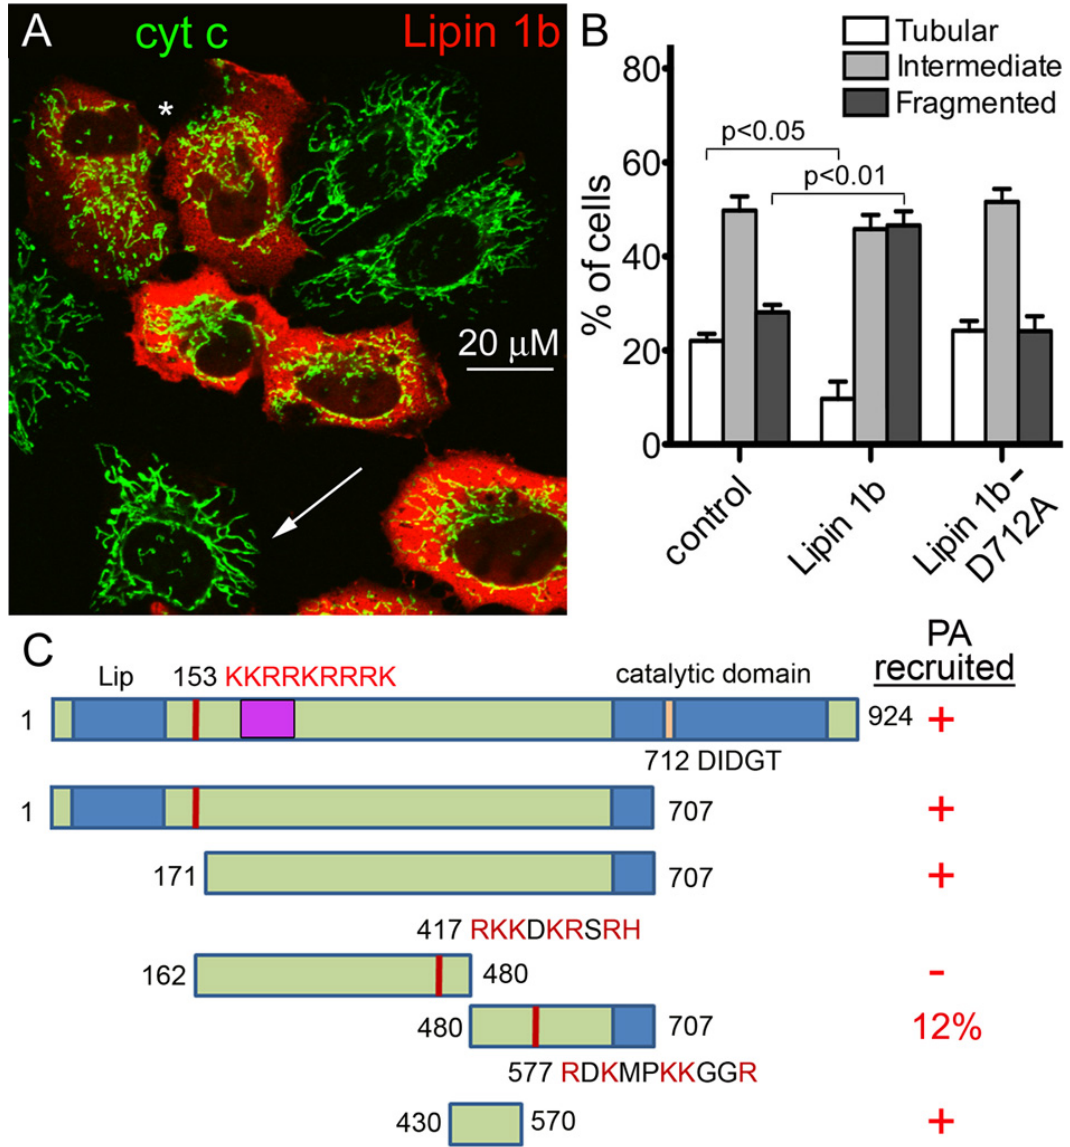 A
cyt c
Lipin 1b
*
20 µM
B
Tubular
Intermediate
Fragmented
p<0.05
p<0.01
80
60
40
20
0
% of cells
control
Lipin 1b
Lipin 1b-
D712A
C
PA
recruited
Lip
153 KKRRKRRRK
catalytic domain
1
924
+
712 DIDGT
1
707
+
171
707
+
417 RKKDKRSRH
162
480
-
480
707
12%
577 RDKMPKKGGR
430
570
+